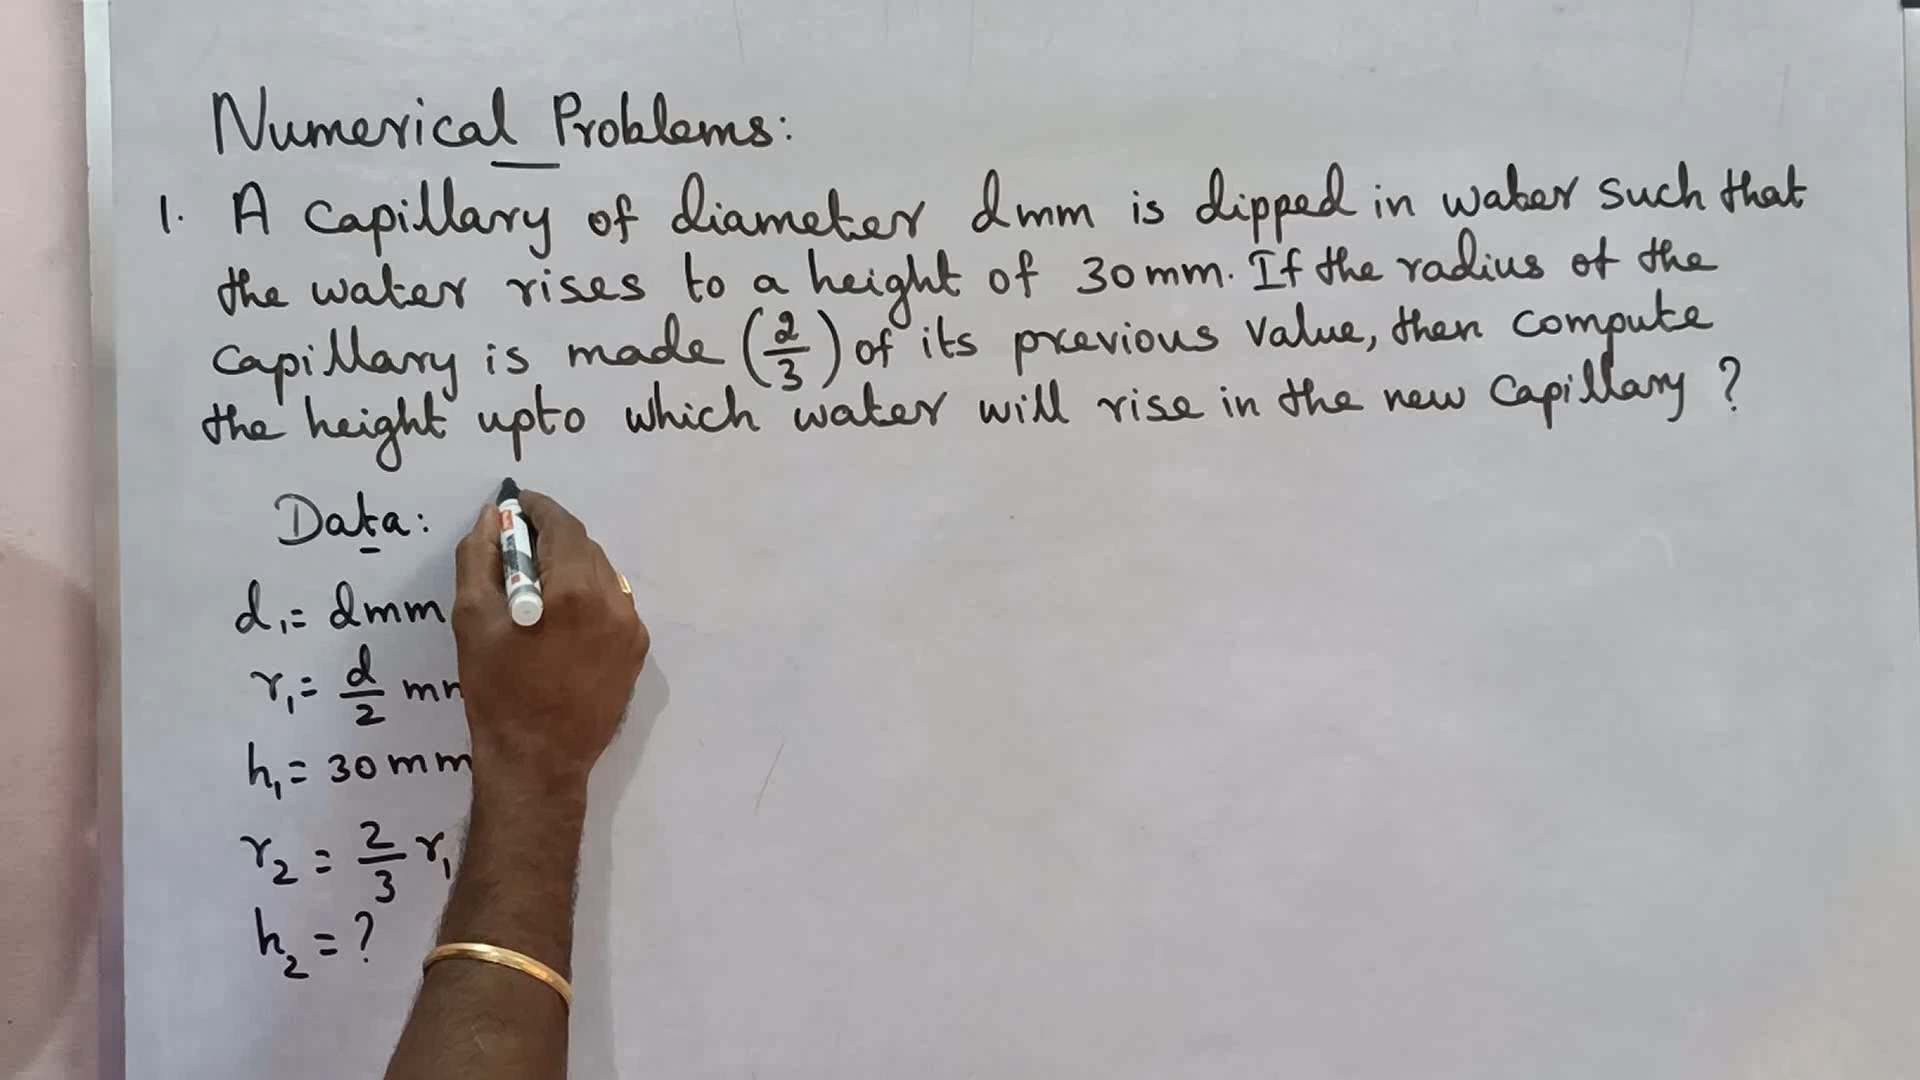 Numerical Problems:
1. A capillary of diameter dmm is dipped in water such that
the water rises to a height of 30mm. If the radius of the
capillary is made (2/3) of its previous value, then compute
the height upto which water will rise in the new capillary ?
Data:
d₁= dmm
r₁= d/2
h₁= 30mm
r₂ = 2/3 r₁
h₂ = ?